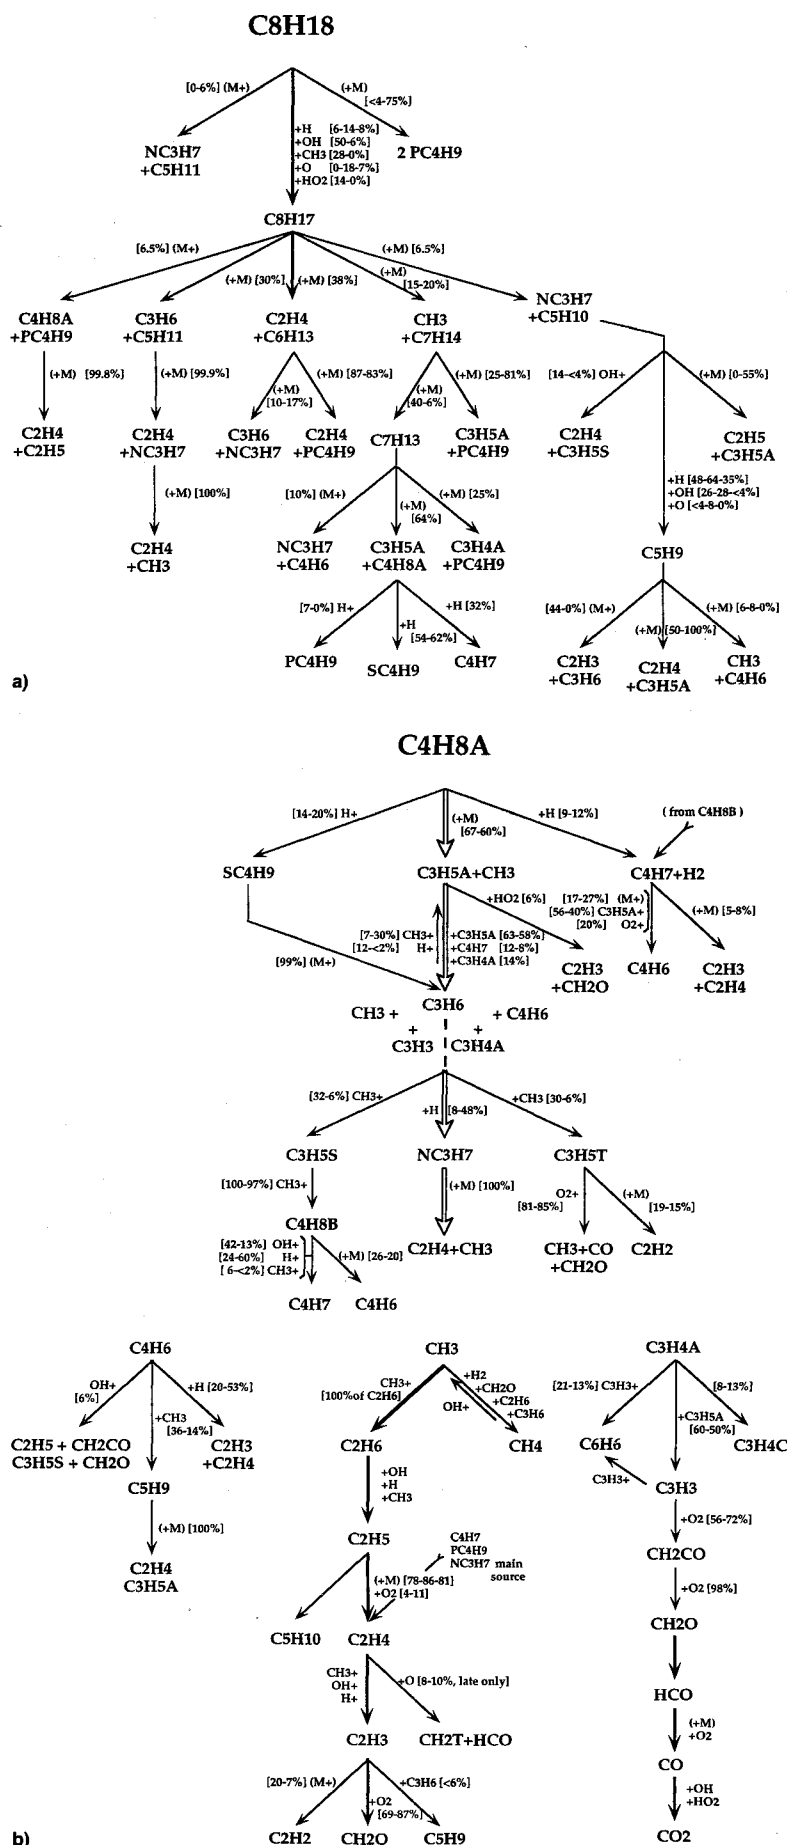 C8H18
[0-6%] (M+)
(+M)
[<4-75%]
+H [6-14-8%]
+OH [50-6%]
+CH3 [28-0%]
+O [0-18-7%]
+HO2 [14-0%]
NC3H7
+C5H11
2 PC4H9
C8H17
[6.5%] (M+)
(+M) [30%]
(+M) [38%]
(+M)
[15-20%]
(+M) [6.5%]
C4H8A
+PC4H9
C3H6
+C5H11
C2H4
+C6H13
CH3
+C7H14
NC3H7
+C5H10
(+M) [99.8%]
(+M) [99.9%]
(+M)
[10-17%]
(+M) [87-83%]
(+M)
[40-6%]
(+M) [25-81%]
[14-<4%] OH+
(+M) [0-55%]
C2H4
+C2H5
C2H4
+NC3H7
C3H6
+NC3H7
C2H4
+PC4H9
C7H13
C3H5A
+PC4H9
C2H4
+C3H5S
C2H5
+C3H5A
(+M) [100%]
[10%] (M+)
(+M)
[64%]
(+M) [25%]
+H [48-64-35%]
+OH [26-28-<4%]
+O [<4-8-0%]
C2H4
+CH3
NC3H7
+C4H6
C3H5A
+C4H8A
C3H4A
+PC4H9
C5H9
[7-0%] H+
+H
[54-62%]
+H [32%]
[44-0%] (M+)
(+M) [50-100%]
(+M) [6-8-0%]
PC4H9
SC4H9
C4H7
C2H3
+C3H6
C2H4
+C3H5A
CH3
+C4H6
a)
C4H8A
[14-20%] H+
(+M)
[67-60%]
+H [9-12%]
( from C4H8B )
SC4H9
C3H5A+CH3
C4H7+H2
+HO2 [6%]
[17-27%] (M+)
[56-40%] C3H5A+
[20%] O2+
(+M) [5-8%]
[7-30%] CH3+
[12-<2%] H+
+C3H5A [63-58%]
+C4H7 [12-8%]
+C3H4A [14%]
[99%] (M+)
C2H3
+CH2O
C4H6
C2H3
+C2H4
C3H6
CH3 +
+ C4H6
+
+
C3H3
C3H4A
[32-6%] CH3+
+H [8-48%]
+CH3 [30-6%]
C3H5S
NC3H7
C3H5T
[100-97%] CH3+
(+M) [100%]
O2+
[81-85%]
(+M)
[19-15%]
C4H8B
C2H4+CH3
CH3+CO
+CH2O
C2H2
[42-13%] OH+
[24-60%] H+
[ 6-<2%] CH3+
(+M) [26-20]
C4H7
C4H6
C4H6
CH3
C3H4A
OH+
[6%]
+H [20-53%]
+CH3
[36-14%]
CH3+
[100%of C2H6]
+H2
+CH2O
+C2H6
+C3H6
OH+
[21-13%] C3H3+
[8-13%]
+C3H5A
[60-50%]
C2H5 + CH2CO
C3H5S + CH2O
C2H3
+C2H4
C2H6
CH4
C6H6
C3H4C
C3H3+
C3H3
C5H9
+OH
+H
+CH3
(+M) [100%]
+O2 [56-72%]
C2H4
C3H5A
C2H5
C4H7
PC4H9
NC3H7 main
source
CH2CO
(+M) [78-86-81]
+O2 [4-11]
+O2 [98%]
C5H10
C2H4
CH2O
CH3+
OH+
H+
+O [8-10%, late only]
HCO
C2H3
CH2T+HCO
(+M)
+O2
CO
[20-7%] (M+)
+O2
[69-87%]
+C3H6 [<6%]
+OH
+HO2
C2H2
CH2O
C5H9
CO2
b)